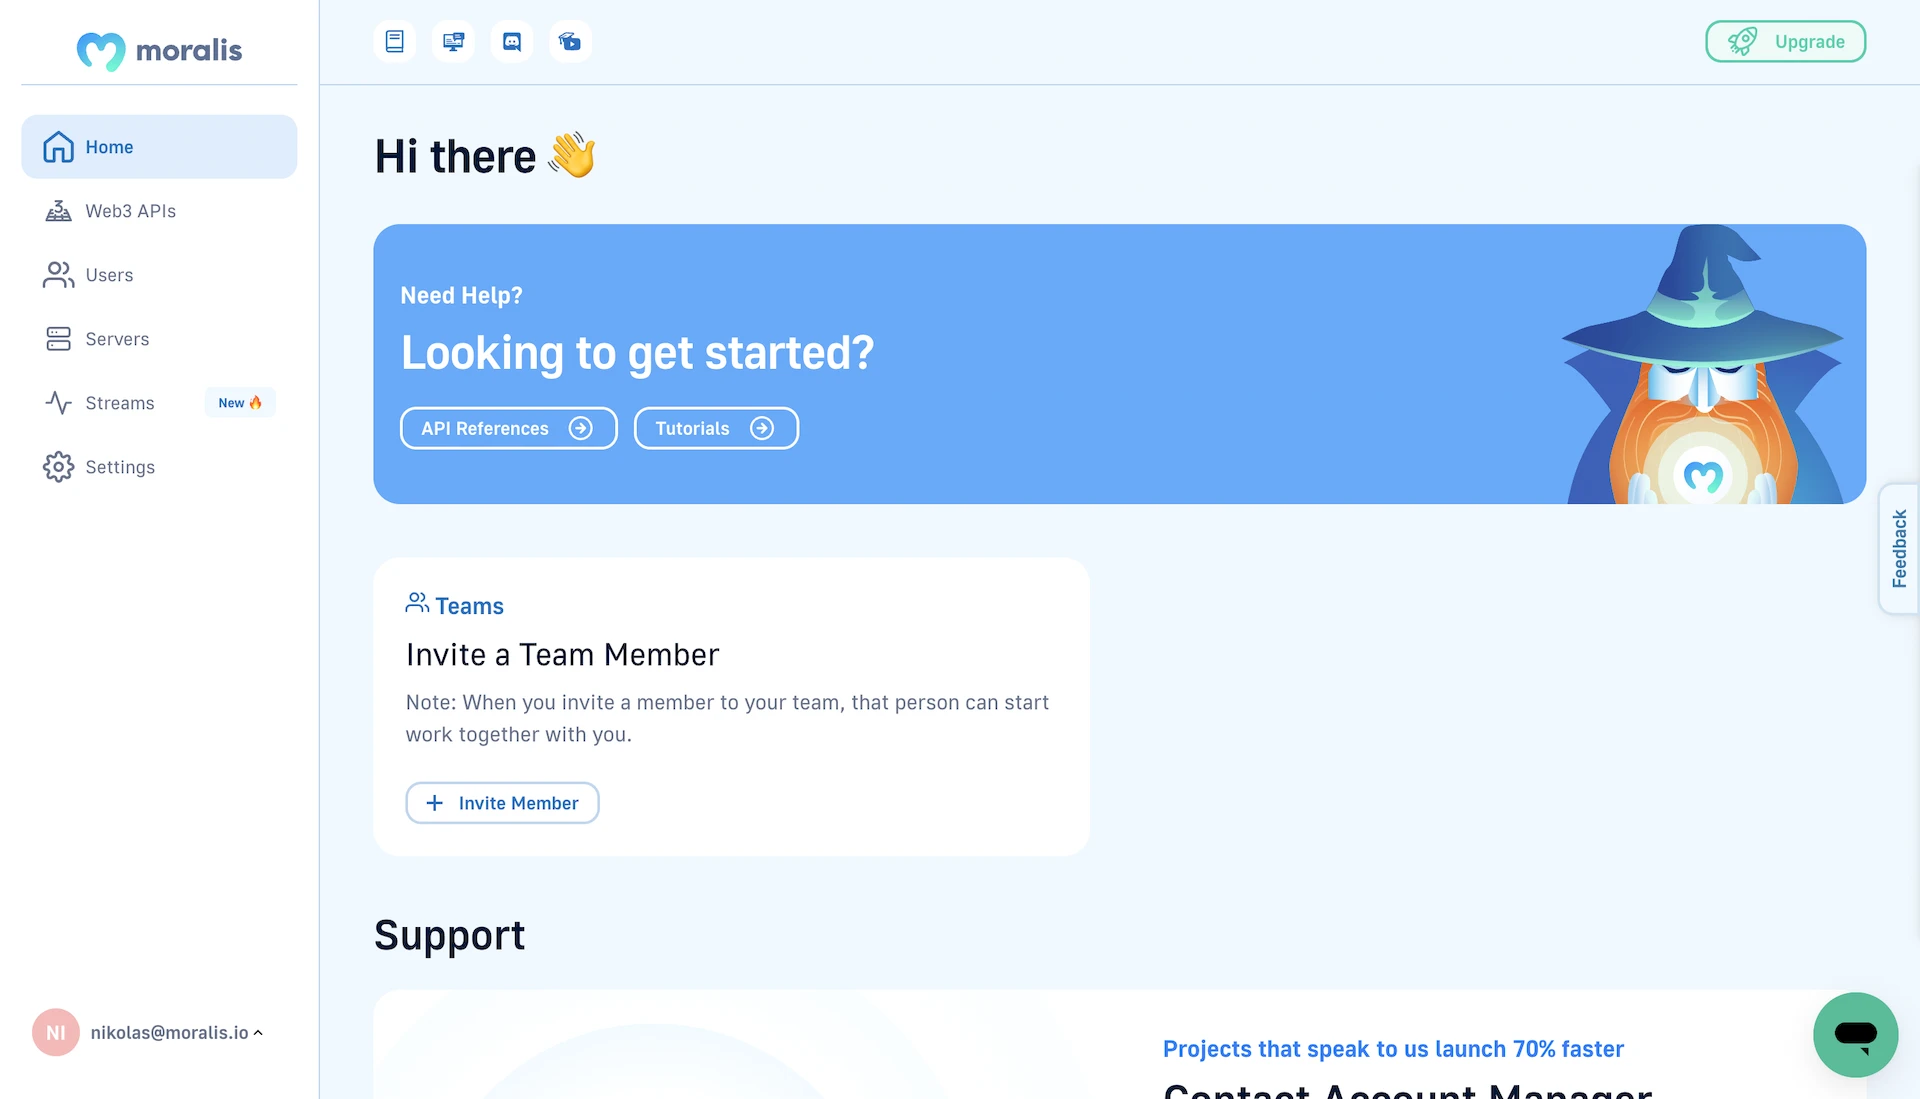 moralis
Upgrade
Home
Web3 APIs
Users
Servers
Streams
New 🔥
Settings
Hi there 👋
Need Help?
Looking to get started?
API References
Tutorials
Feedback
Teams
Invite a Team Member
Note: When you invite a member to your team, that person can start
work together with you.
+ Invite Member
Support
Projects that speak to us launch 70% faster
Contact Account Manager
NI
nikolas@moralis.io